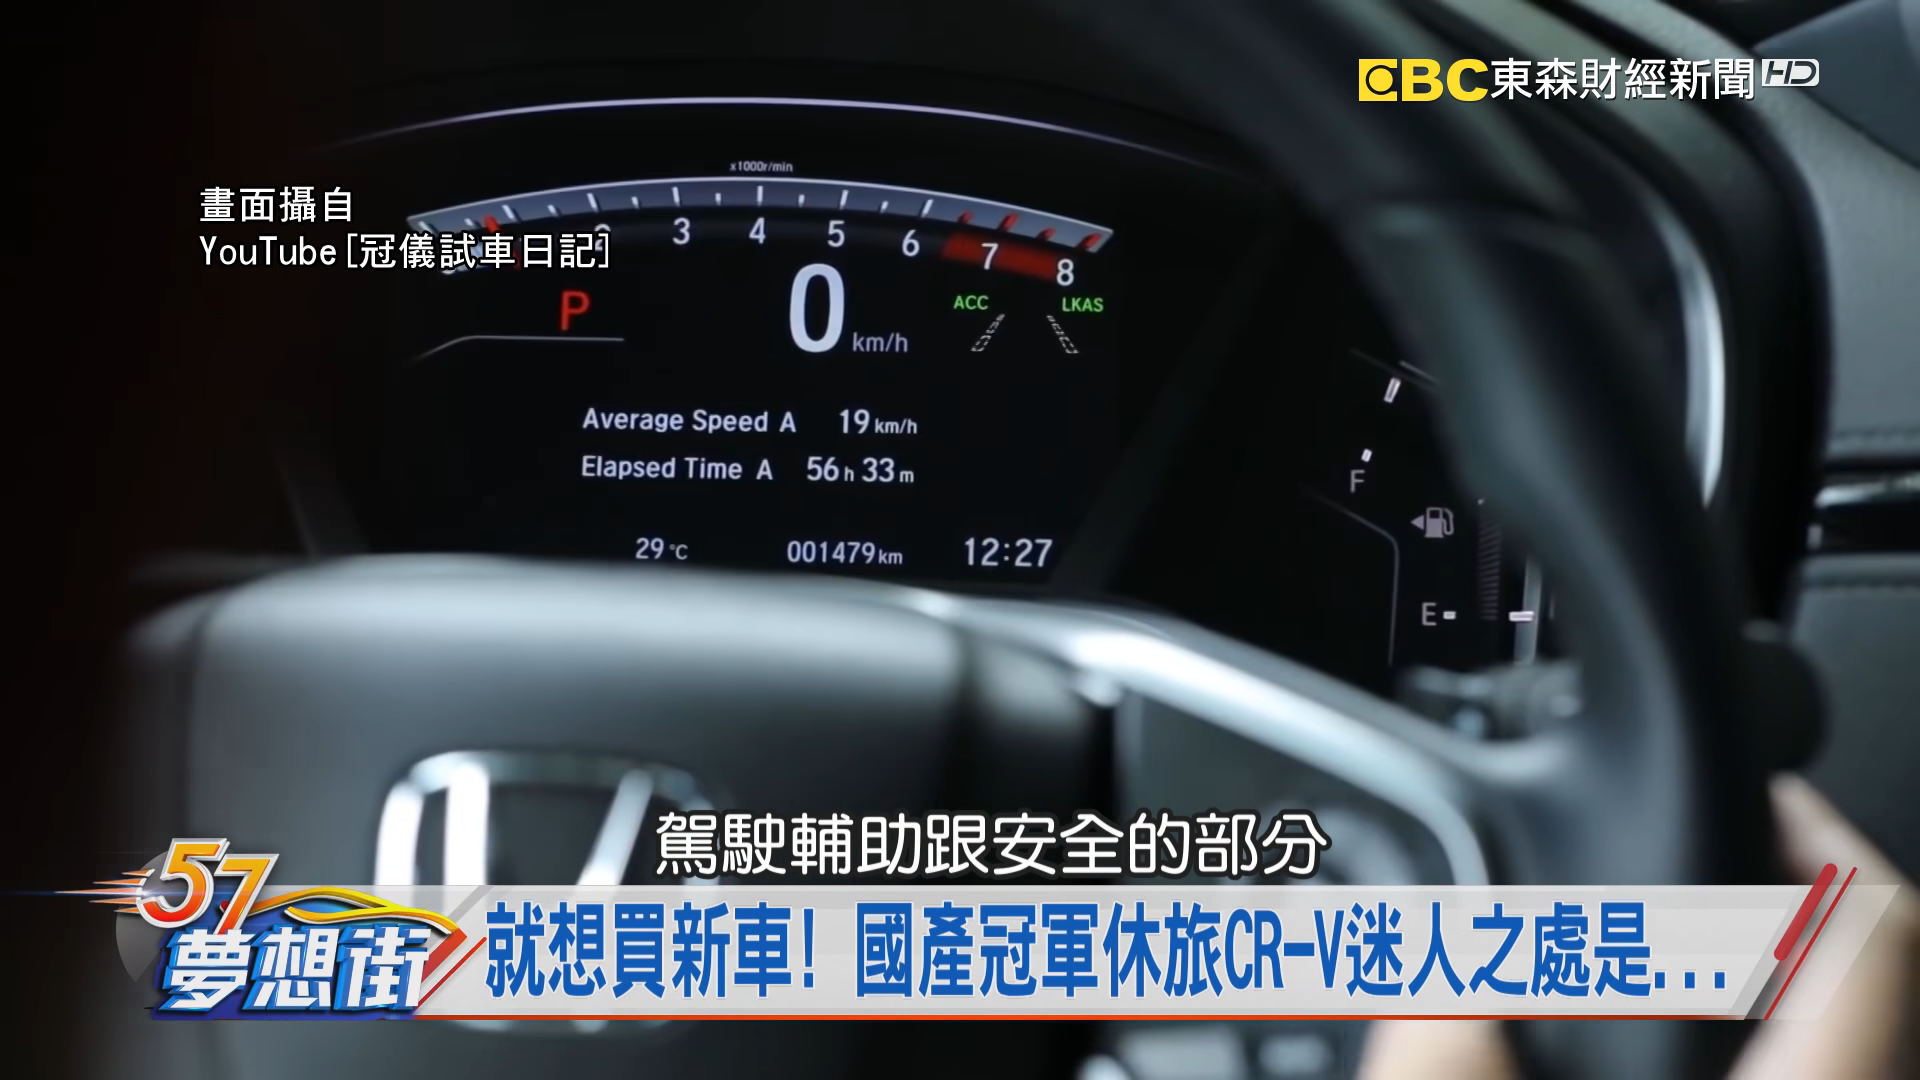 EBC東森財經新聞HD
畫面攝自
YouTube[冠儀試車日記]
x1000r/min
3 4 5 6 7 8
P 0 km/h ACC LKAS
Average Speed A 19 km/h
Elapsed Time A 56 h 33 m
29 °C 001479 km 12:27
F
E
駕駛輔助跟安全的部分
57夢想街
就想買新車! 國產冠軍休旅CR-V迷人之處是...